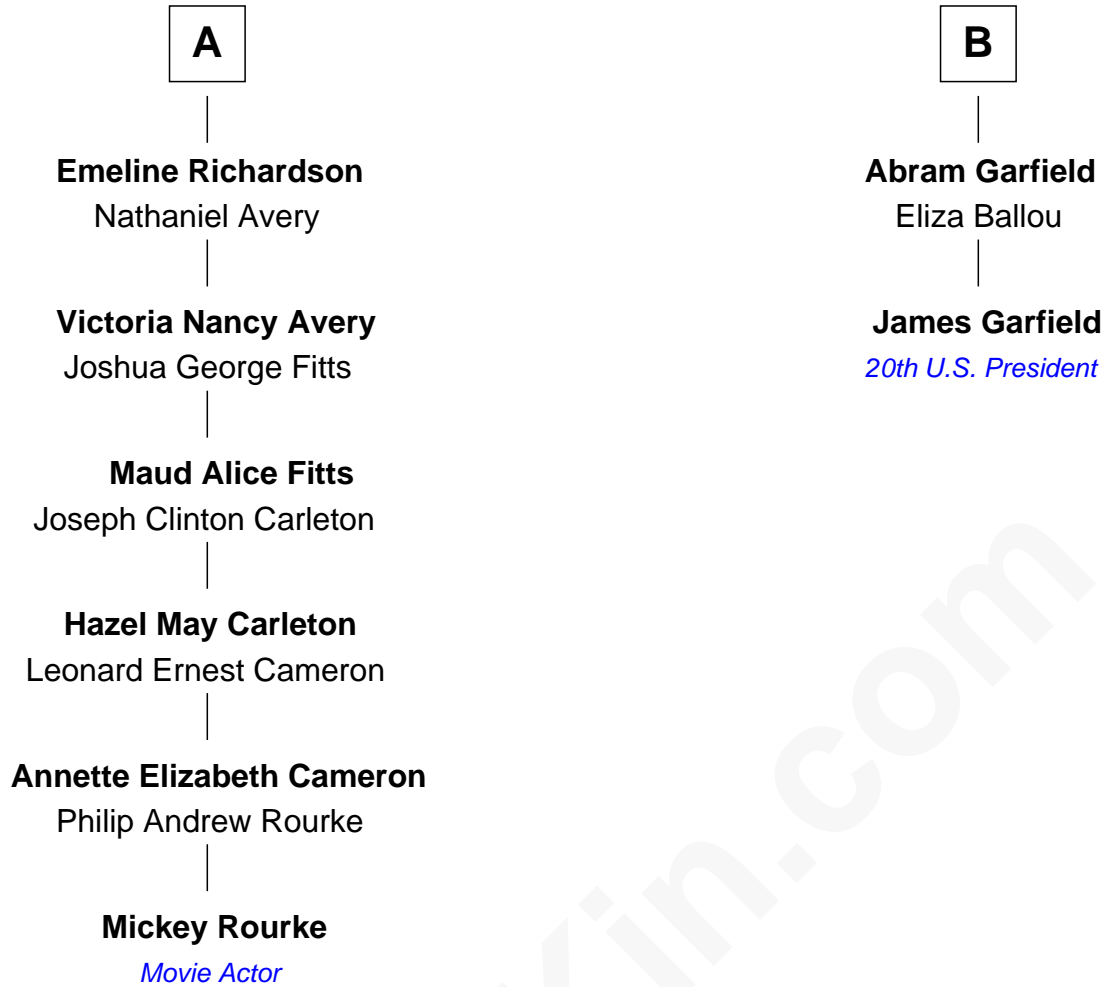 A
Emeline Richardson
Nathaniel Avery
Victoria Nancy Avery
Joshua George Fitts
Maud Alice Fitts
Joseph Clinton Carleton
Hazel May Carleton
Leonard Ernest Cameron
Annette Elizabeth Cameron
Philip Andrew Rourke
Mickey Rourke
Movie Actor
B
Abram Garfield
Eliza Ballou
James Garfield
20th U.S. President
Kin.com